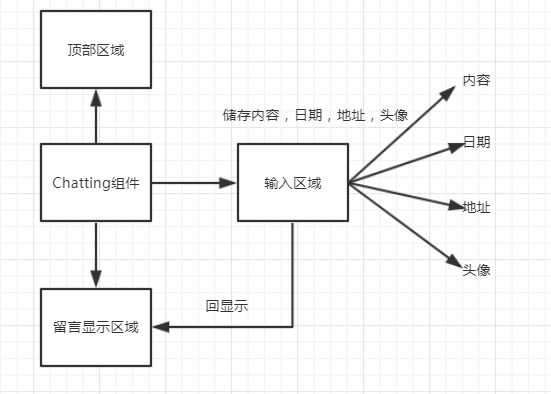 顶部区域
内容
储存内容，日期，地址，头像
日期
Chatting组件
输入区域
地址
头像
回显示
留言显示区域